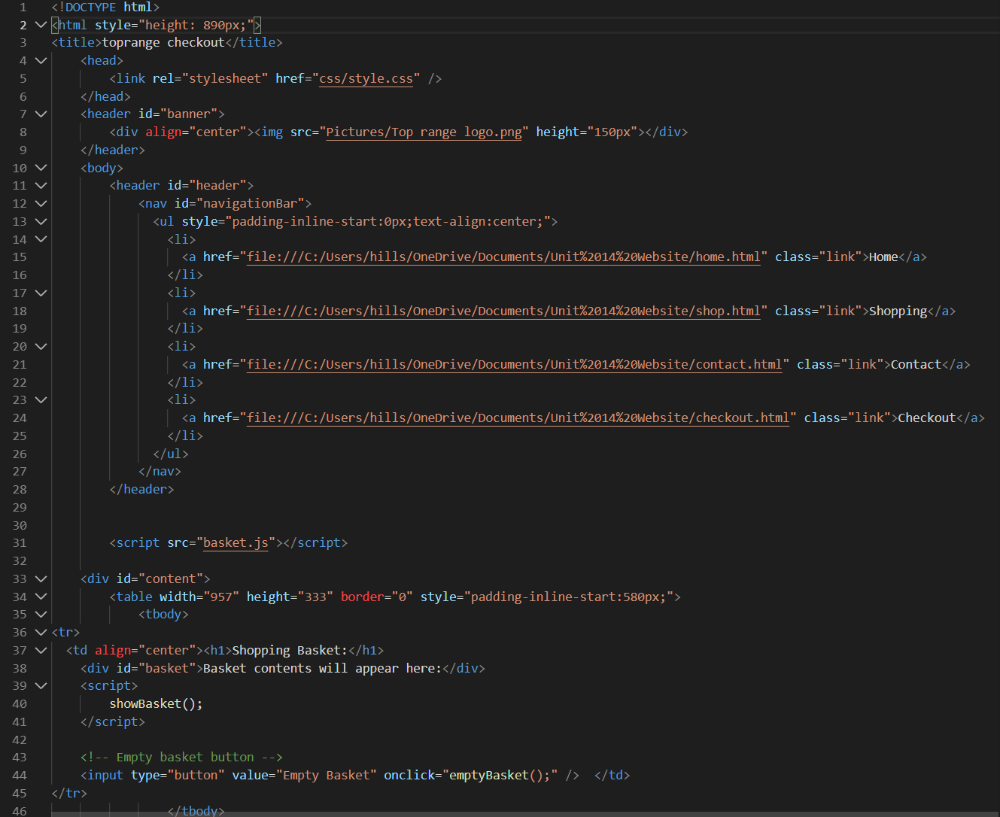 1 <!DOCTYPE html>
2 <html style="height: 890px;">
3 <title>toprange checkout</title>
4 <head>
5 <link rel="stylesheet" href="css/style.css" />
6 </head>
7 <header id="banner">
8 <div align="center"><img src="Pictures/Top range logo.png" height="150px"></div>
9 </header>
10 <body>
11 <header id="header">
12 <nav id="navigationBar">
13 <ul style="padding-inline-start:0px;text-align:center;">
14 <li>
15 <a href="file:///C:/Users/hills/OneDrive/Documents/Unit%2014%20Website/home.html" class="link">Home</a>
16 </li>
17 <li>
18 <a href="file:///C:/Users/hills/OneDrive/Documents/Unit%2014%20Website/shop.html" class="link">Shopping</a>
19 </li>
20 <li>
21 <a href="file:///C:/Users/hills/OneDrive/Documents/Unit%2014%20Website/contact.html" class="link">Contact</a>
22 </li>
23 <li>
24 <a href="file:///C:/Users/hills/OneDrive/Documents/Unit%2014%20Website/checkout.html" class="link">Checkout</a>
25 </li>
26 </ul>
27 </nav>
28 </header>
29
30
31 <script src="basket.js"></script>
32
33 <div id="content">
34 <table width="957" height="333" border="0" style="padding-inline-start:580px;">
35 <tbody>
36 <tr>
37 <td align="center"><h1>Shopping Basket:</h1>
38 <div id="basket">Basket contents will appear here:</div>
39 <script>
40 showBasket();
41 </script>
42
43 <!-- Empty basket button -->
44 <input type="button" value="Empty Basket" onclick="emptyBasket();" />  </td>
45 </tr>
46 </tbody>